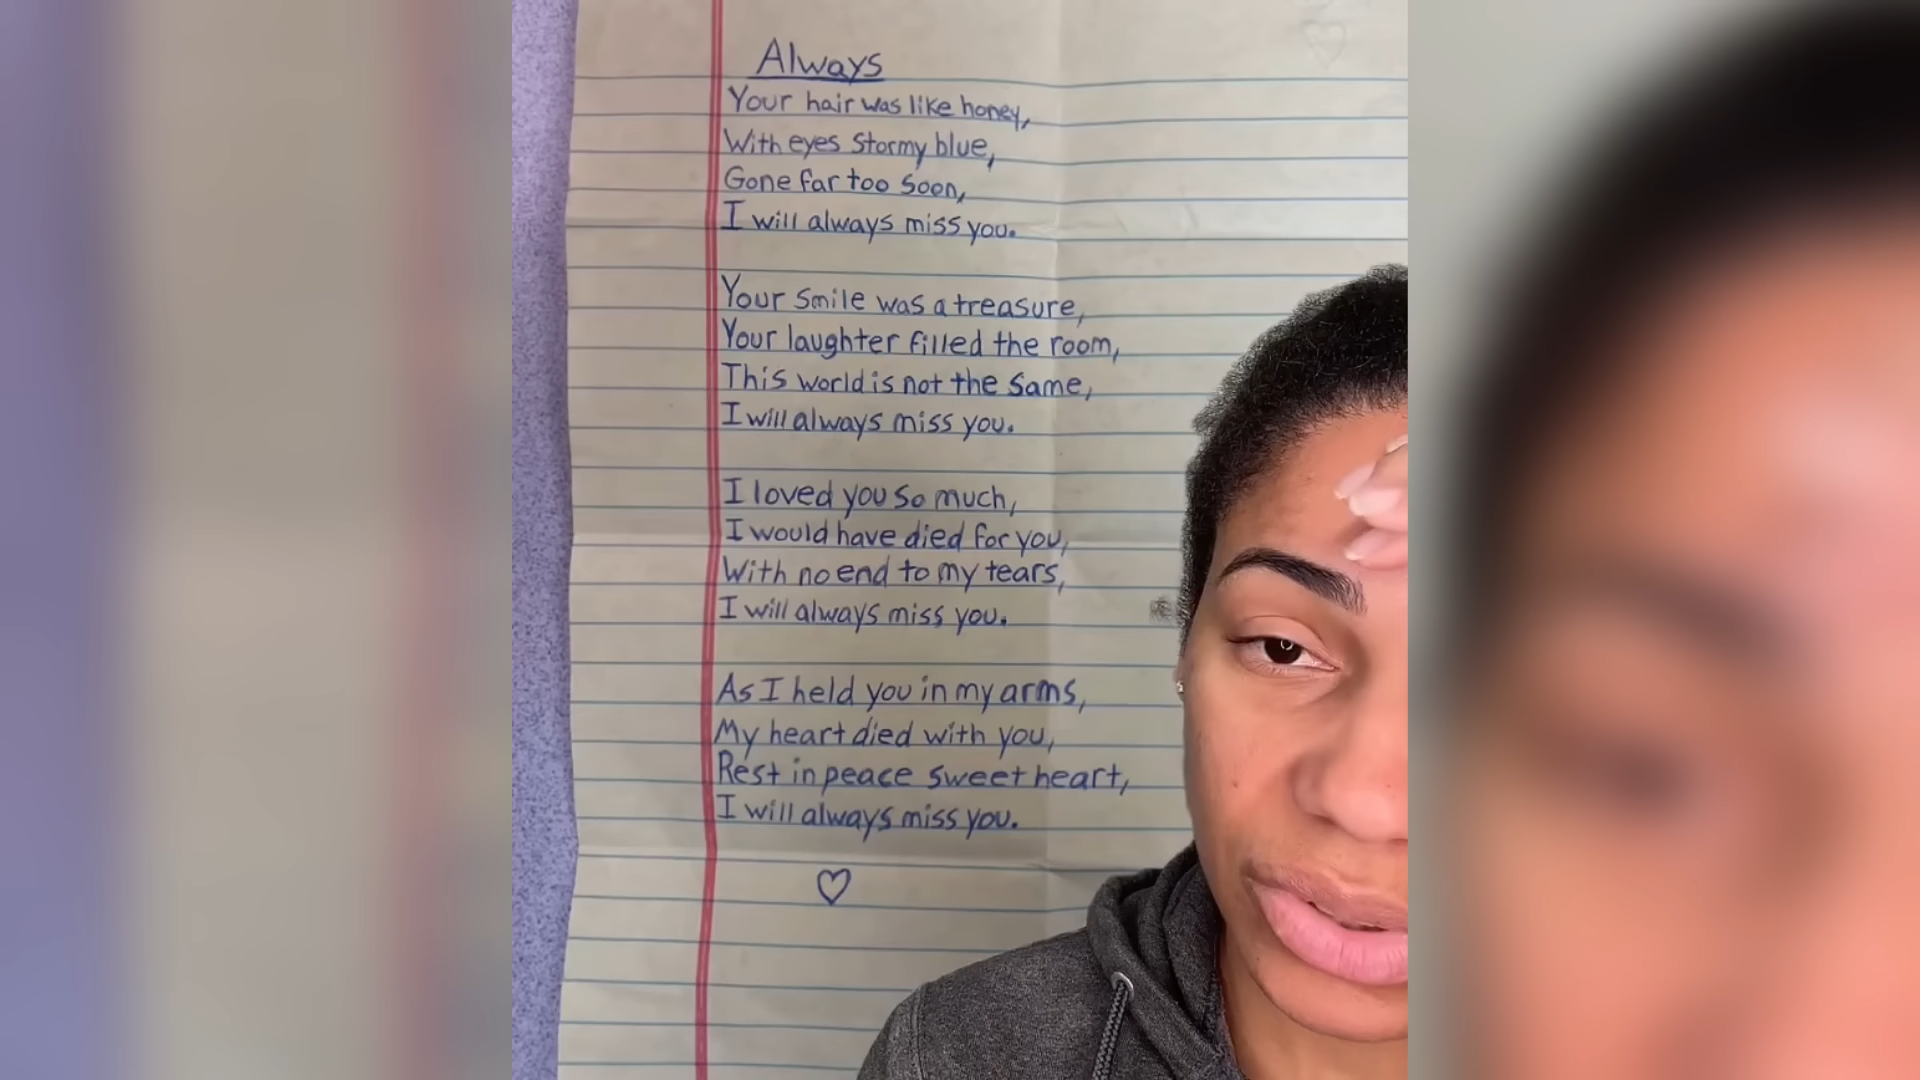 Always
Your hair was like honey,
With eyes stormy blue,
Gone far too soon,
I will always miss you.
Your smile was a treasure,
Your laughter filled the room,
This world is not the same,
I will always miss you.
I loved you so much,
I would have died for you,
With no end to my tears,
I will always miss you.
As I held you in my arms,
My heart died with you,
Rest in peace sweet heart,
I will always miss you.